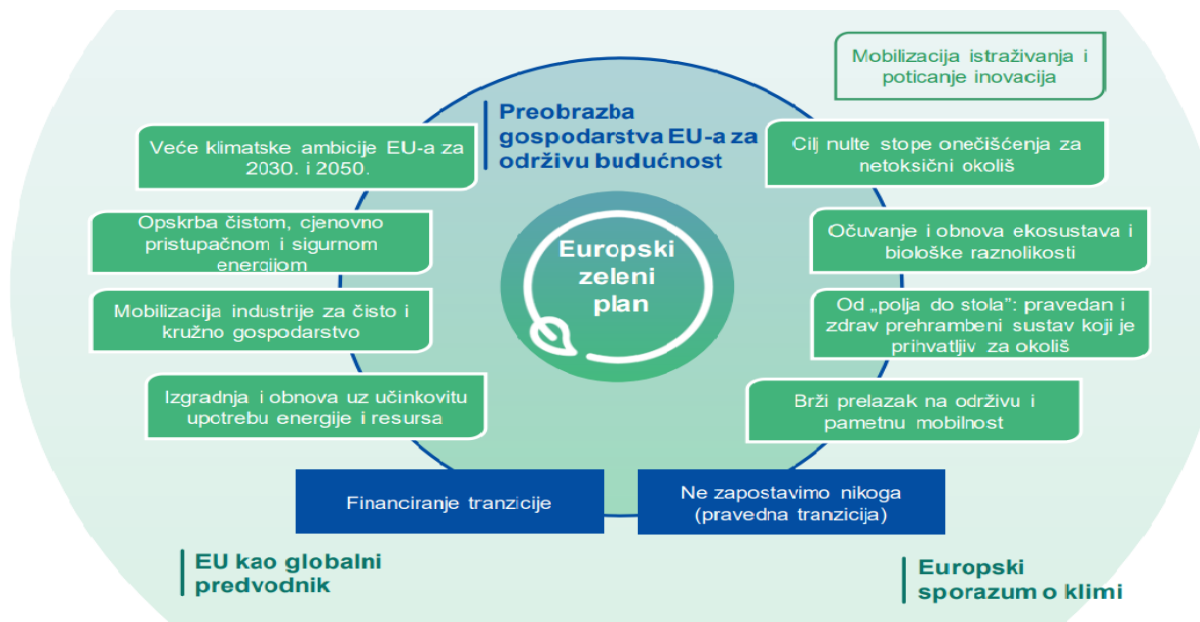 Mobilizacija istraživanja i
poticanje inovacija
Preobrazba
gospodarstva EU-a za
održivu budućnost
Veće klimatske ambicije EU-a za
2030. i 2050.
Cilj nulte stope onečišćenja za
netoksični okoliš
Opskrba čistom, cjenovno
pristupačnom i sigurnom
energijom
Očuvanje i obnova ekosustava i
biološke raznolikosti
Europski
zeleni
plan
Mobilizacija industrije za čisto i
kružno gospodarstvo
Od „polja do stola”: pravedan i
zdrav prehrambeni sustav koji je
prihvatljiv za okoliš
Izgradnja i obnova uz učinkovitu
upotrebu energije i resursa
Brži prelazak na održivu i
pametnu mobilnost
Financiranje tranzicije
Ne zapostavimo nikoga
(pravedna tranzicija)
EU kao globalni
predvodnik
Europski
sporazum o klimi